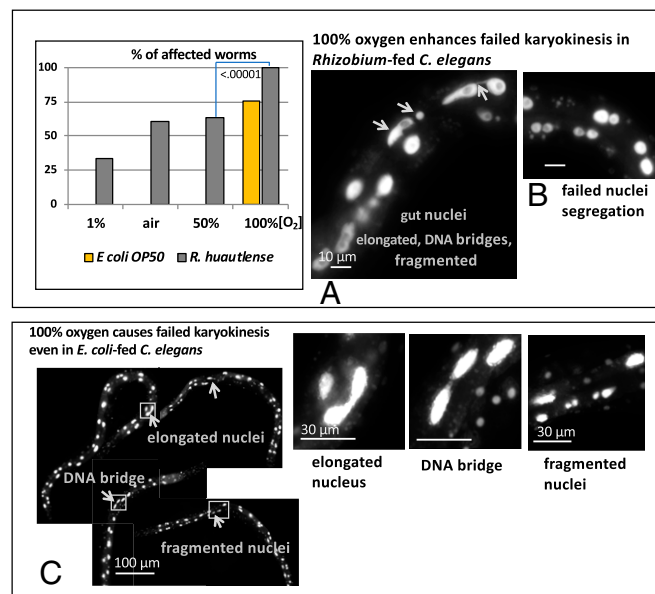 % of affected worms
100
<.00001
75
50
25
0
1% air 50% 100%[O₂]
E coli OP50 R. huautlense
100% oxygen enhances failed karyokinesis in
Rhizobium-fed C. elegans
gut nuclei
elongated, DNA bridges,
fragmented
10 µm
A
B
failed nuclei
segregation
100% oxygen causes failed karyokinesis
even in E. coli-fed C. elegans
elongated nuclei
DNA bridge
fragmented nuclei
100 µm
C
30 µm
elongated
nucleus
DNA bridge
30 µm
fragmented
nuclei